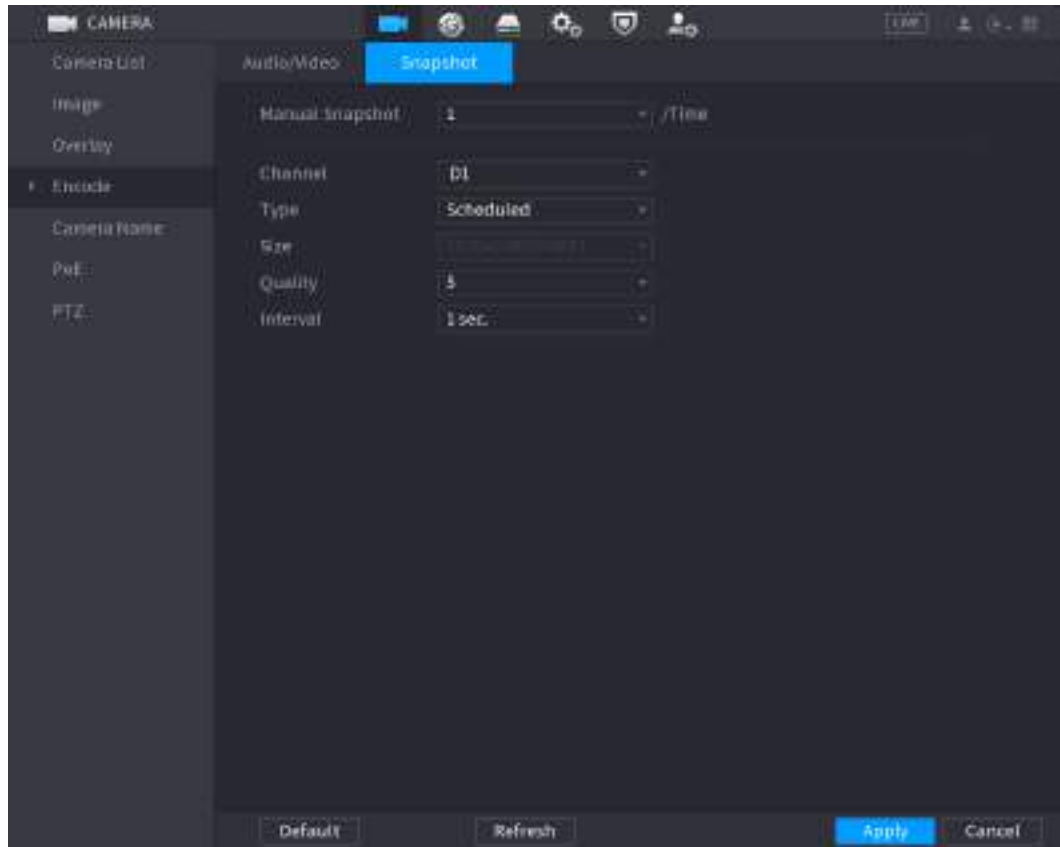 CAMERA
LIVE
Camera List
Audio/Video
Snapshot
Image
Manual Snapshot 1 /Time
Overlay
Encode
Channel D1
Camera Name
Type Scheduled
Size
PoE
Quality 5
PTZ
Interval 1 sec.
Default
Refresh
Apply
Cancel